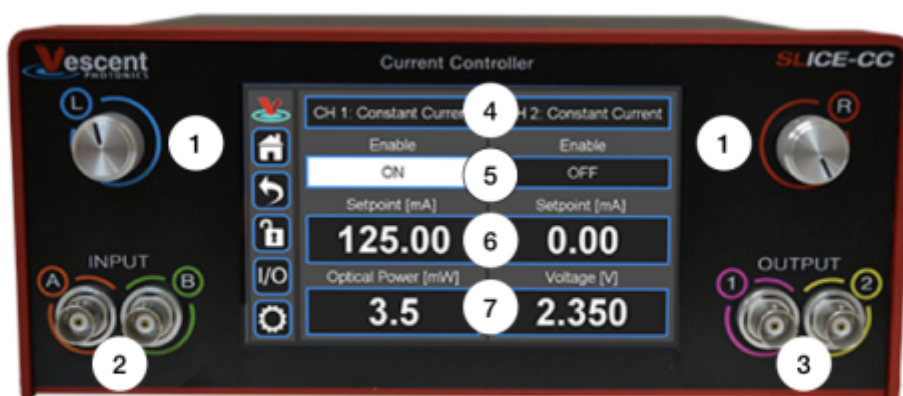 Vescent
PHOTONICS
Current Controller
SLICE-CC
L
R
1
1
CH 1: Constant
4
2: Constant Current
Enable
Enable
ON
5
OFF
Setpoint [mA]
Setpoint [mA]
125.00
6
0.00
I/O
Optical Power [mW]
Voltage [V]
3.5
7
2.350
INPUT
A
B
2
OUTPUT
1
2
3